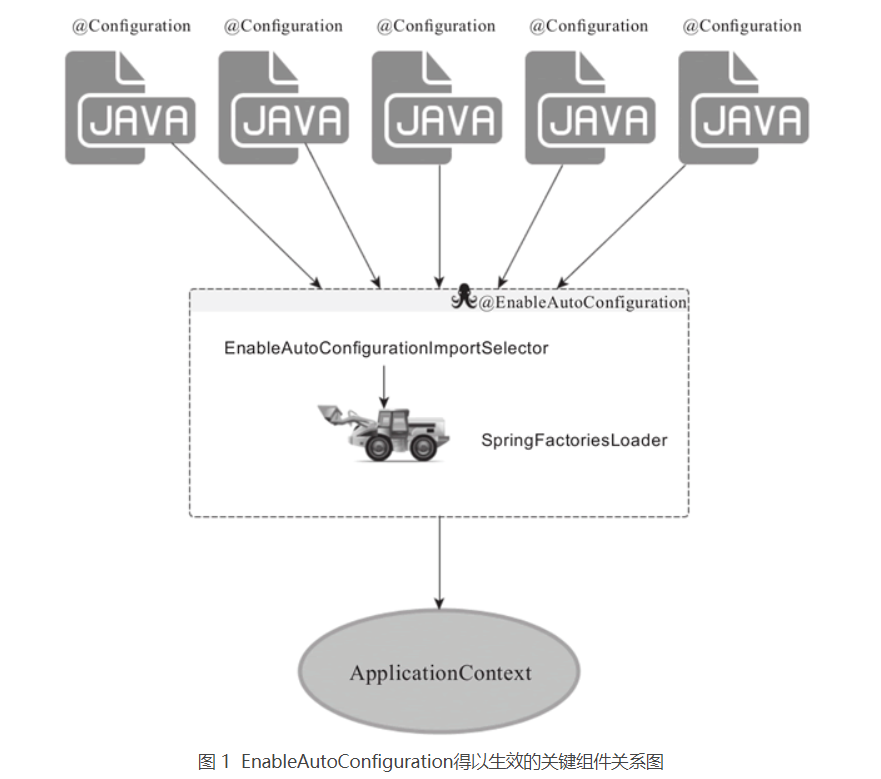 @Configuration @Configuration @Configuration @Configuration @Configuration
JAVA JAVA JAVA JAVA JAVA
@EnableAutoConfiguration
EnableAutoConfigurationImportSelector
SpringFactoriesLoader
ApplicationContext
图 1 EnableAutoConfiguration得以生效的关键组件关系图